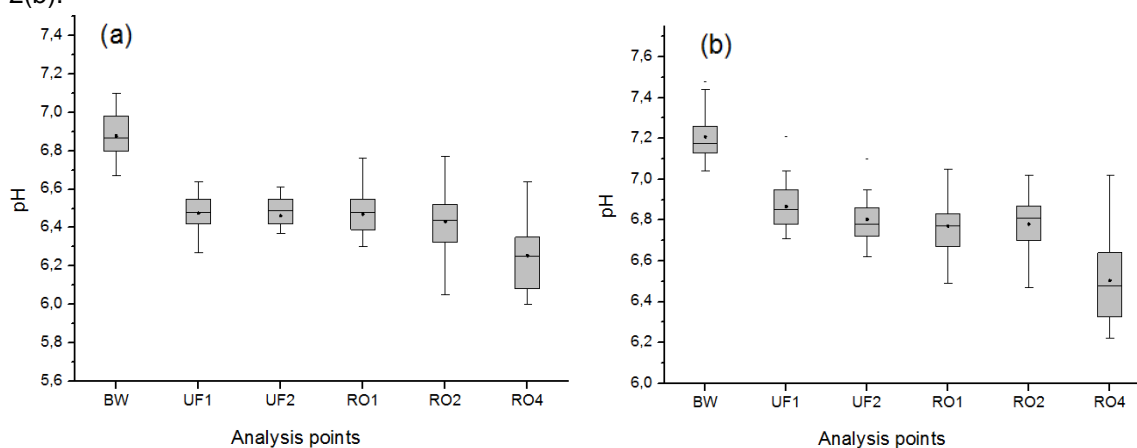 2(b).
(a)
7,4
7,2
7,0
6,8
6,6
6,4
6,2
6,0
5,8
5,6
pH
BW UF1 UF2 RO1 RO2 RO4
Analysis points
(b)
7,6
7,4
7,2
7,0
6,8
6,6
6,4
6,2
6,0
pH
BW UF1 UF2 RO1 RO2 RO4
Analysis points